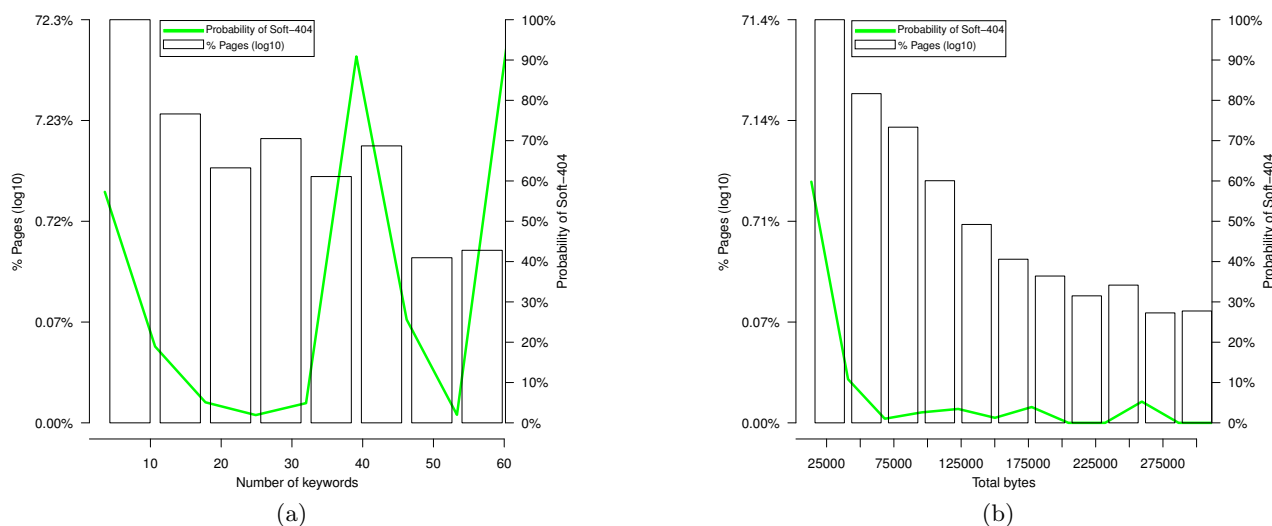 72.3%
7.23%
0.72%
0.07%
0.00%
% Pages (log10)
Probability of Soft−404
% Pages (log10)
100%
90%
80%
70%
60%
50%
40%
30%
20%
10%
0%
Probability of Soft−404
10 20 30 40 50 60
Number of keywords
(a)
71.4%
7.14%
0.71%
0.07%
0.00%
% Pages (log10)
Probability of Soft−404
% Pages (log10)
100%
90%
80%
70%
60%
50%
40%
30%
20%
10%
0%
Probability of Soft−404
25000 75000 125000 175000 225000 275000
Total bytes
(b)